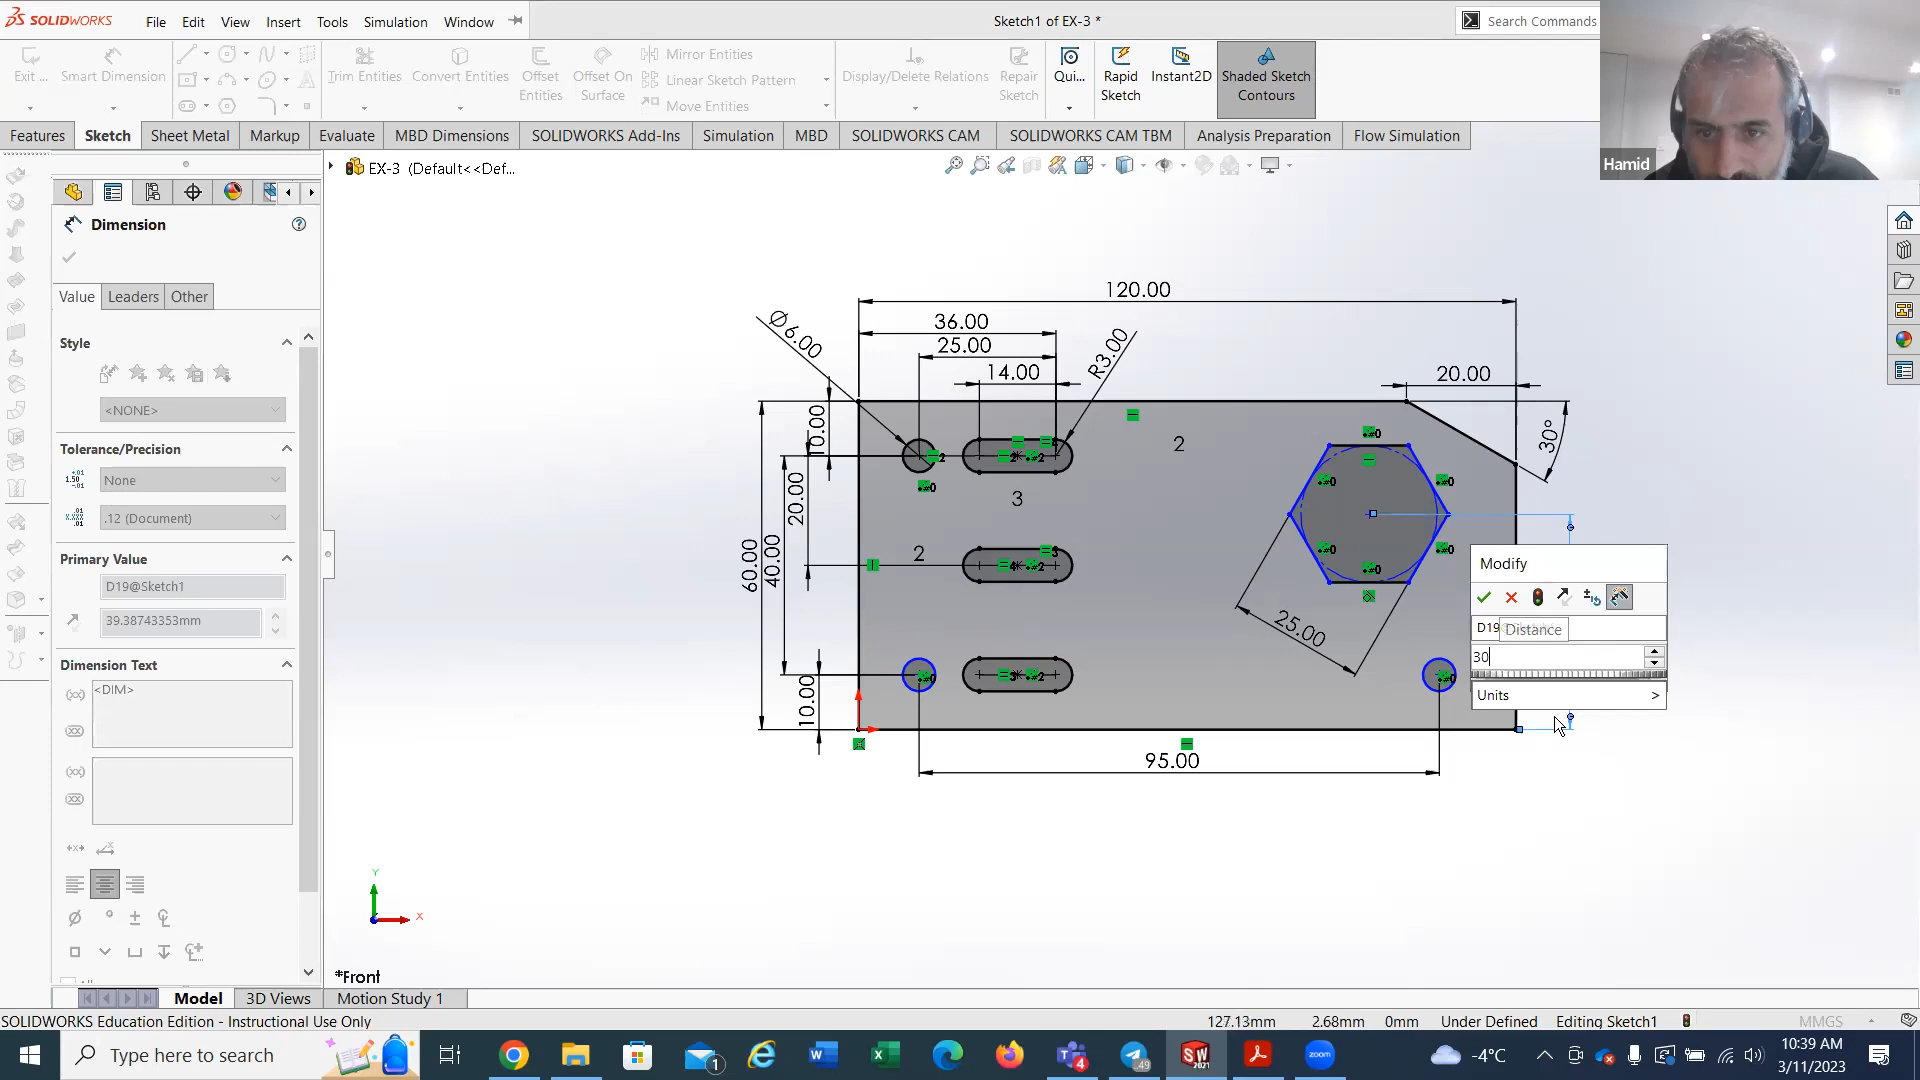 SOLIDWORKS
File Edit View Insert Tools Simulation Window
Sketch1 of EX-3 *
Search Commands
Exit ... Smart Dimension
Trim Entities Convert Entities Offset Entities Offset On Surface
Mirror Entities
Linear Sketch Pattern
Move Entities
Display/Delete Relations Repair Sketch Qui... Rapid Sketch Instant2D Shaded Sketch Contours
Hamid
Features Sketch Sheet Metal Markup Evaluate MBD Dimensions SOLIDWORKS Add-Ins Simulation MBD SOLIDWORKS CAM SOLIDWORKS CAM TBM Analysis Preparation Flow Simulation
EX-3 (Default<<Def...
Dimension
Value Leaders Other
Style
<NONE>
Tolerance/Precision
None
.12 (Document)
Primary Value
D19@Sketch1
39.38743353mm
Dimension Text
<DIM>
120.00
36.00
25.00
14.00
Ø6.00
R3.00
20.00
30°
10.00
20.00
40.00
60.00
10.00
2
3
2
25.00
95.00
Modify
D19
Distance
30
Units >
Y
X
*Front
Model 3D Views Motion Study 1
SOLIDWORKS Education Edition - Instructional Use Only
127.13mm 2.68mm 0mm Under Defined Editing Sketch1 MMGS
Type here to search
-4°C
10:39 AM
3/11/2023